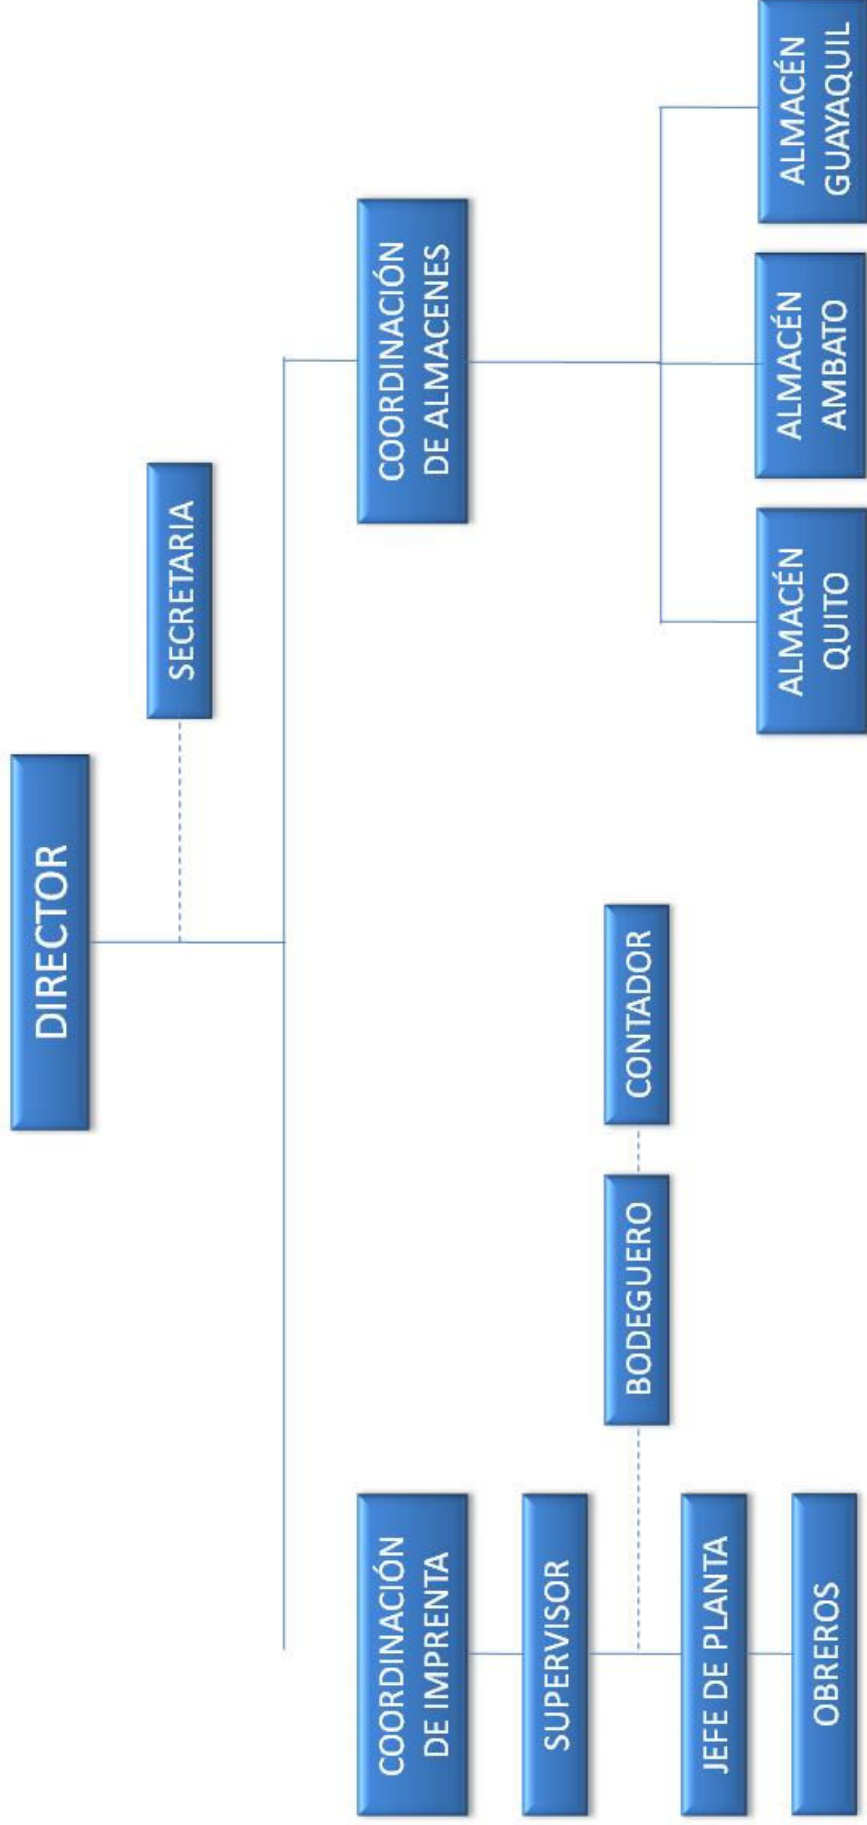 DIRECTOR
SECRETARIA
COORDINACIÓN
DE IMPRENTA
COORDINACIÓN
DE ALMACENES
SUPERVISOR
BODEGUERO
CONTADOR
JEFE DE PLANTA
OBREROS
ALMACÉN
QUITO
ALMACÉN
AMBATO
ALMACÉN
GUAYAQUIL